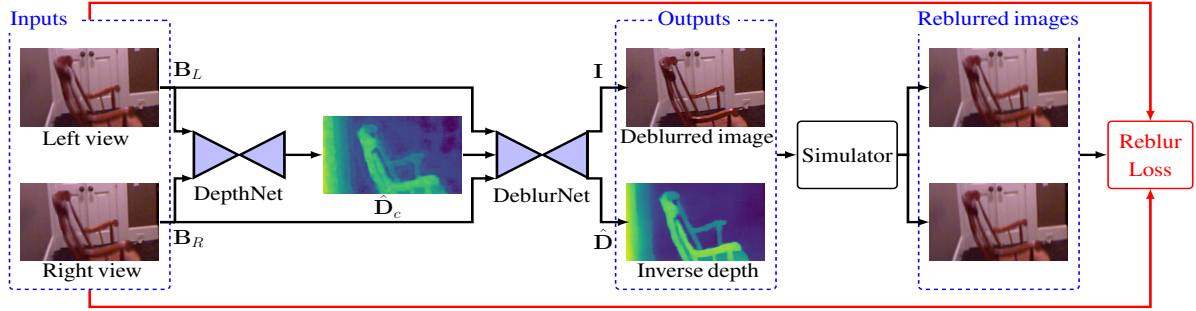 Inputs
Outputs
Reblurred images
B_L
I
Left view
Deblurred image
Simulator
Reblur
Loss
DepthNet
DeblurNet
D̂_c
B_R
D̂
Right view
Inverse depth